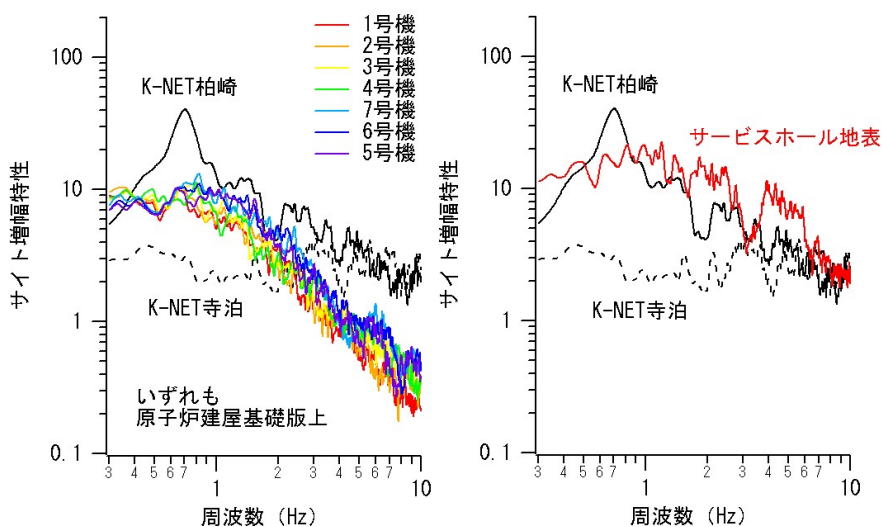 サイト増幅特性
100
10
1
0.1
K-NET柏崎
1号機
2号機
3号機
4号機
7号機
6号機
5号機
K-NET寺泊
いずれも
原子炉建屋基礎版上
3 4 5 6 7 1 2 3 4 5 6 7 10
周波数 (Hz)
サイト増幅特性
100
10
1
0.1
K-NET柏崎
サービスホール地表
K-NET寺泊
3 4 5 6 7 1 2 3 4 5 6 7 10
周波数 (Hz)